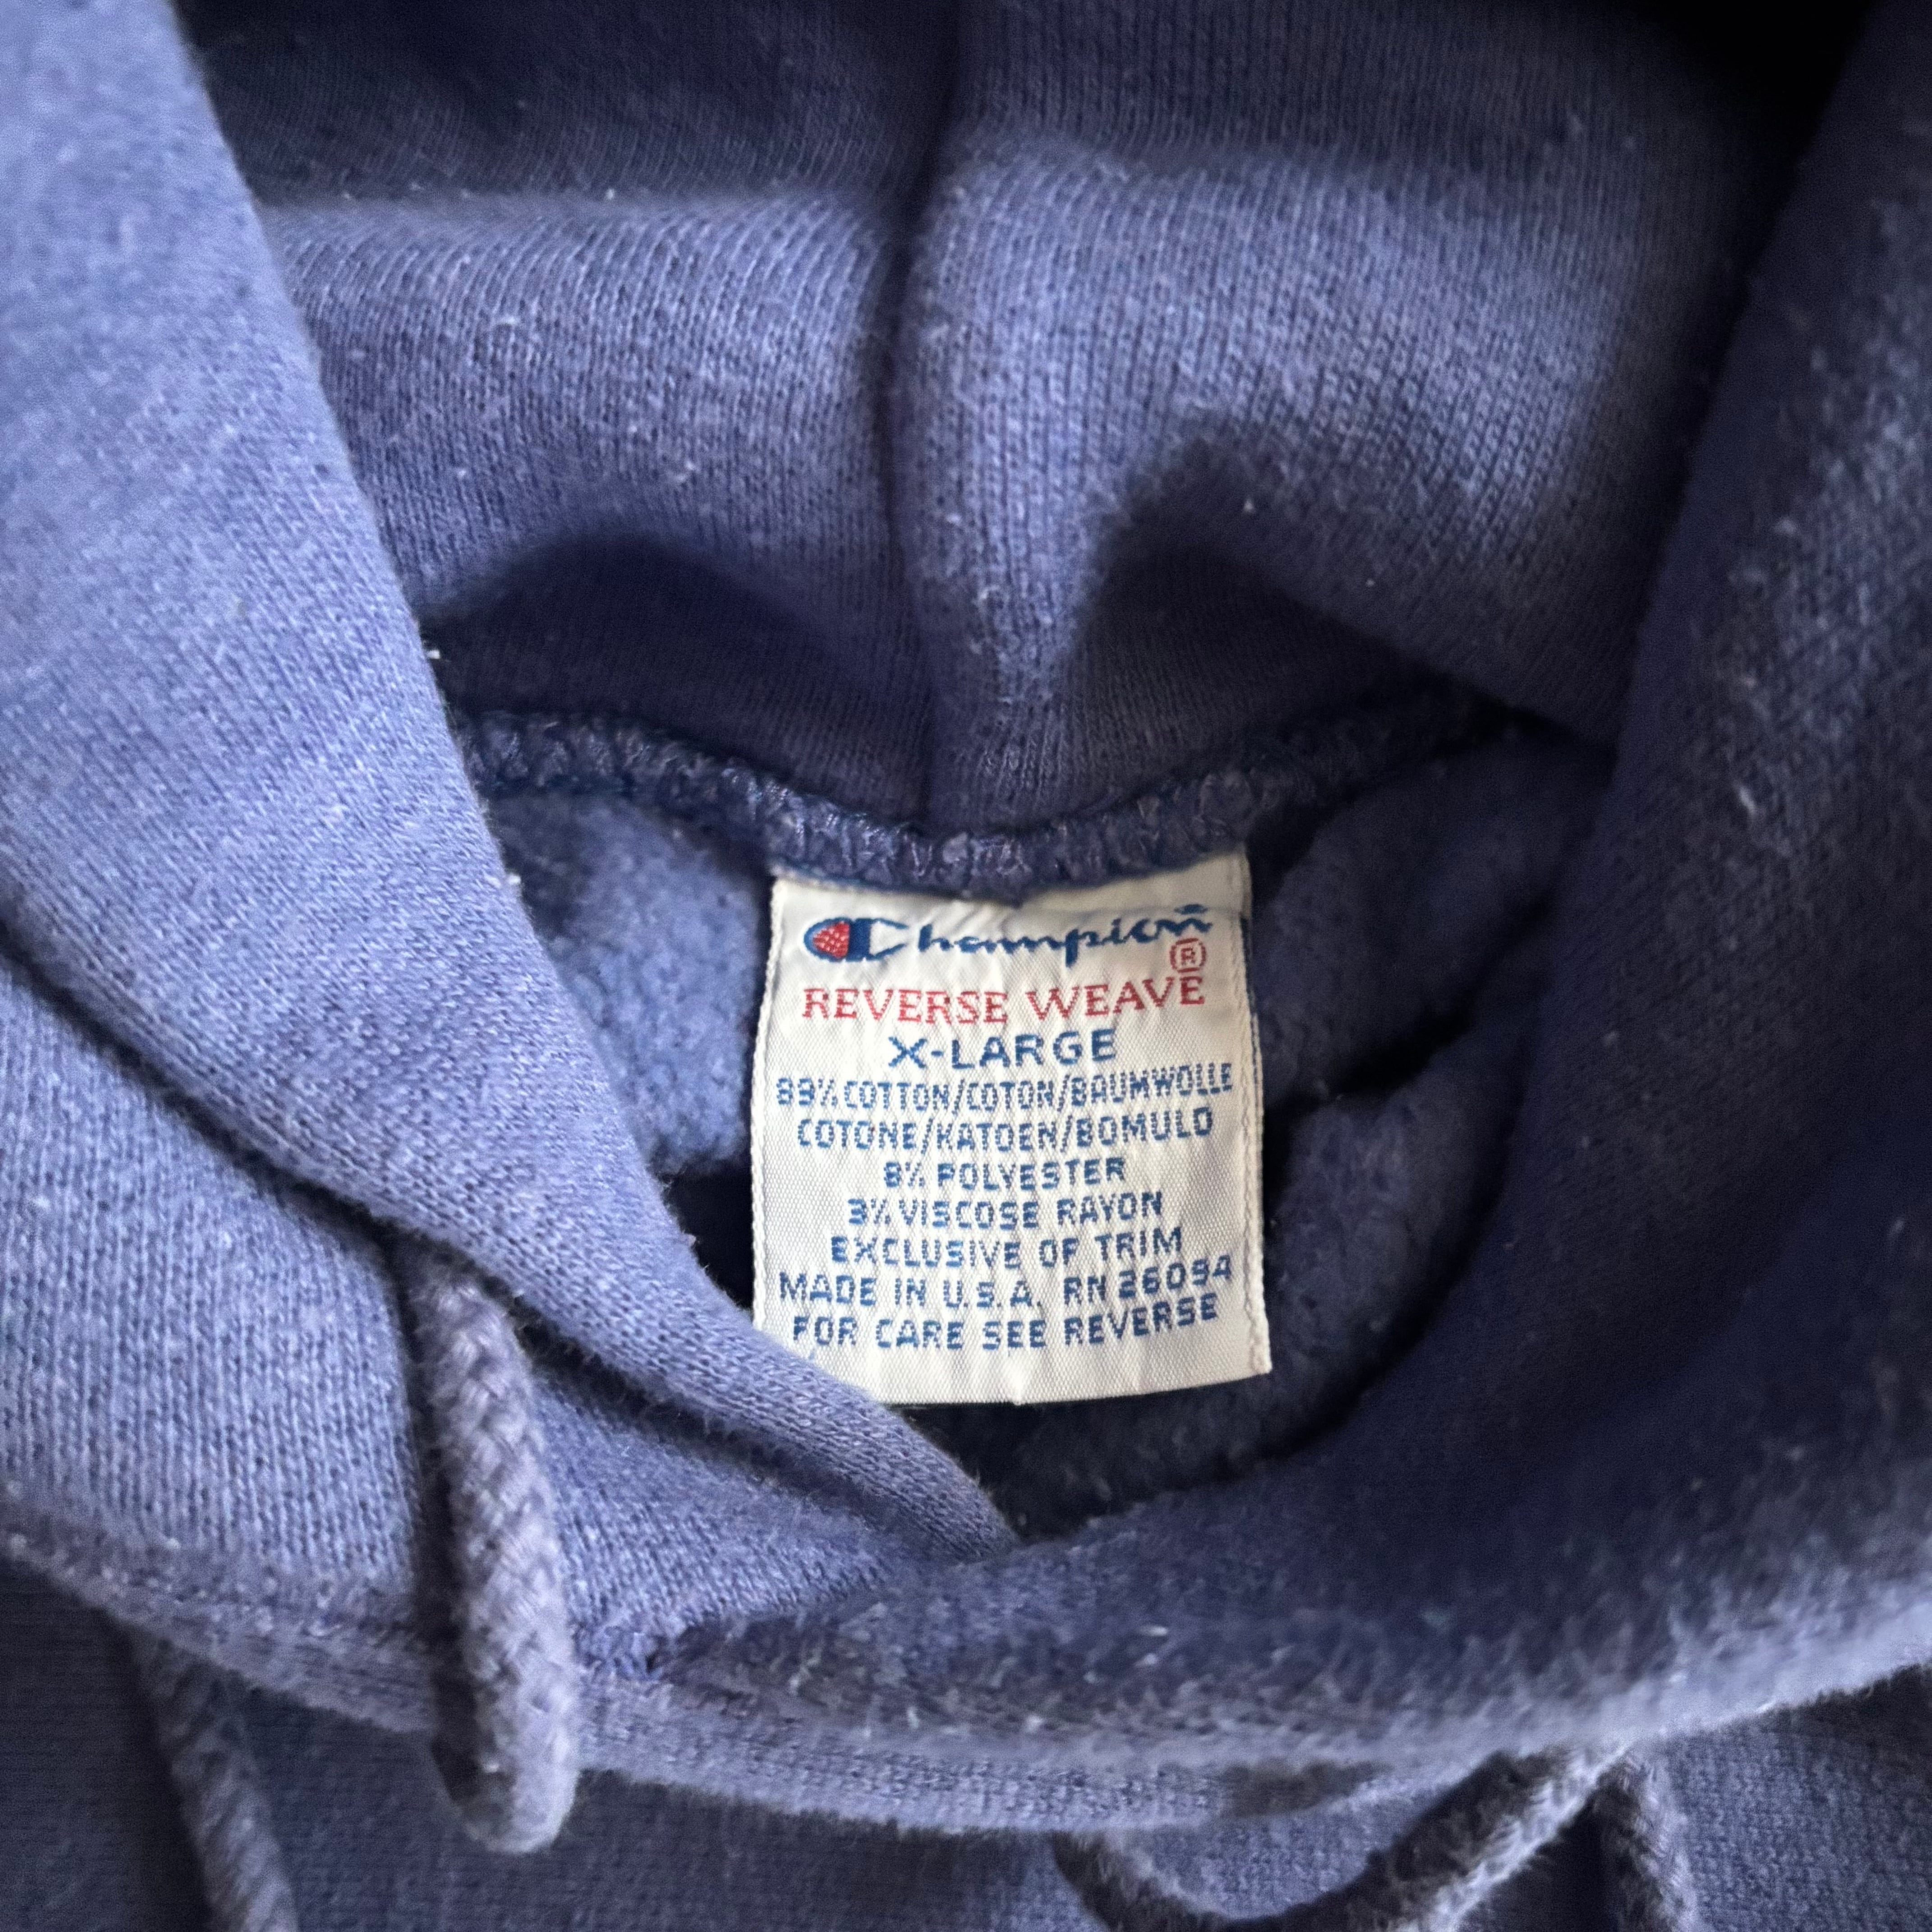 Champion
®
REVERSE WEAVE
X-LARGE
89% COTTON/COTON/BAUMWOLLE
COTONE/KATOEN/BOMULD
8% POLYESTER
3% VISCOSE RAYON
EXCLUSIVE OF TRIM
MADE IN U.S.A. RN 26094
FOR CARE SEE REVERSE